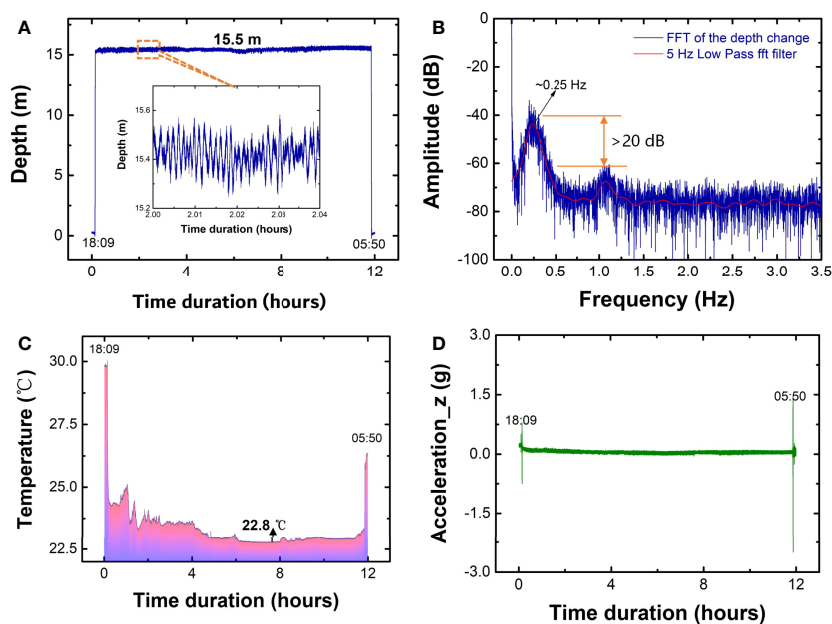 A
15.5 m
Depth (m)
15
10
5
0
18:09
05:50
0
4
8
12
Time duration (hours)
Depth (m)
15.6
15.4
15.2
2.00
2.01
2.02
2.03
2.04
Time duration (hours)
B
FFT of the depth change
5 Hz Low Pass fft filter
~0.25 Hz
>20 dB
Amplitude (dB)
0
-20
-40
-60
-80
-100
0.0
0.5
1.0
1.5
2.0
2.5
3.0
3.5
Frequency (Hz)
C
18:09
05:50
22.8 ℃
Temperature (℃)
30.0
27.5
25.0
22.5
0
4
8
12
Time duration (hours)
D
18:09
05:50
Acceleration_z (g)
3.0
1.5
0.0
-1.5
-3.0
0
4
8
12
Time duration (hours)